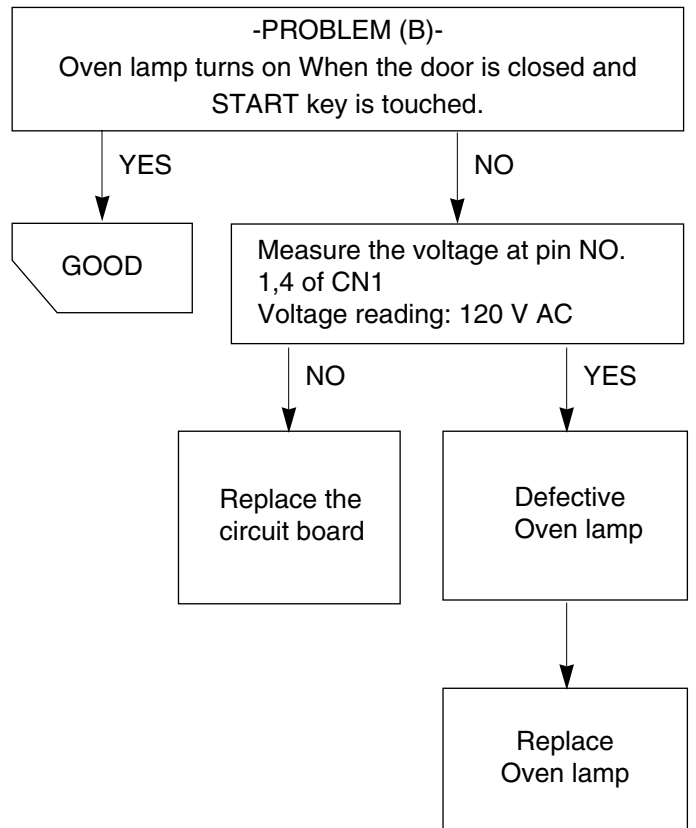 -PROBLEM (B)-
Oven lamp turns on When the door is closed and
START key is touched.
YES
NO
GOOD
Measure the voltage at pin NO.
1,4 of CN1
Voltage reading: 120 V AC
NO
YES
Replace the
circuit board
Defective
Oven lamp
Replace
Oven lamp